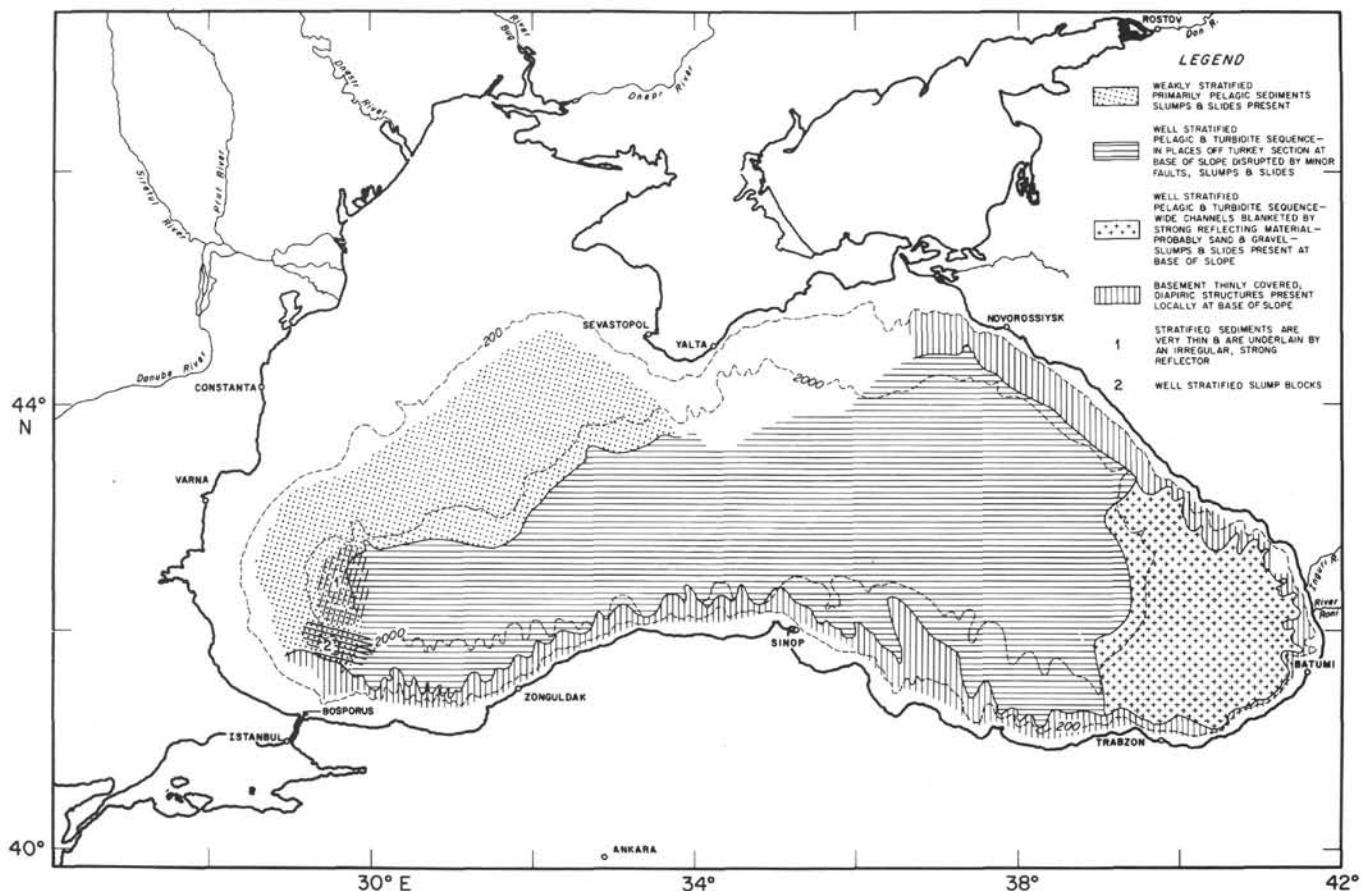 ROSTOV
Don R.
River
Bug
Dnestr River
Dnepr River
Siretul River
Prut River
Danube River
LEGEND
WEAKLY STRATIFIED
PRIMARILY PELAGIC SEDIMENTS
SLUMPS & SLIDES PRESENT
WELL STRATIFIED
PELAGIC & TURBIDITE SEQUENCE—
IN PLACES OFF TURKEY SECTION AT
BASE OF SLOPE DISRUPTED BY MINOR
FAULTS, SLUMPS & SLIDES
WELL STRATIFIED
PELAGIC & TURBIDITE SEQUENCE—
WIDE CHANNELS BLANKETED BY
STRONG REFLECTING MATERIAL—
PROBABLY SAND & GRAVEL—
SLUMPS & SLIDES PRESENT AT
BASE OF SLOPE
BASEMENT THINLY COVERED;
DIAPIRIC STRUCTURES PRESENT
LOCALLY AT BASE OF SLOPE
1
STRATIFIED SEDIMENTS ARE
VERY THIN & ARE UNDERLAIN BY
AN IRREGULAR, STRONG
REFLECTOR
2
WELL STRATIFIED SLUMP BLOCKS
NOVOROSSIYSK
SEVASTOPOL
YALTA
200
2000
CONSTANTA
44°
N
VARNA
1
2
2000
SINOP
Inguri R.
River
Rioni
BATUMI
ZONGULDAK
BOSPORUS
ISTANBUL
200
TRABZON
40°
ANKARA
30° E
34°
38°
42°